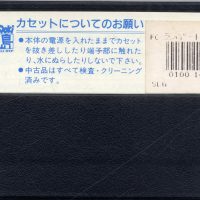 カセットについてのお願い
●本体の電源を入れたままでカセット
を抜き差ししたり端子部に触れた
り、水にぬらしたりしないで下さい。
●中古品はすべて検査・クリーニング
済みです。
FC
0100